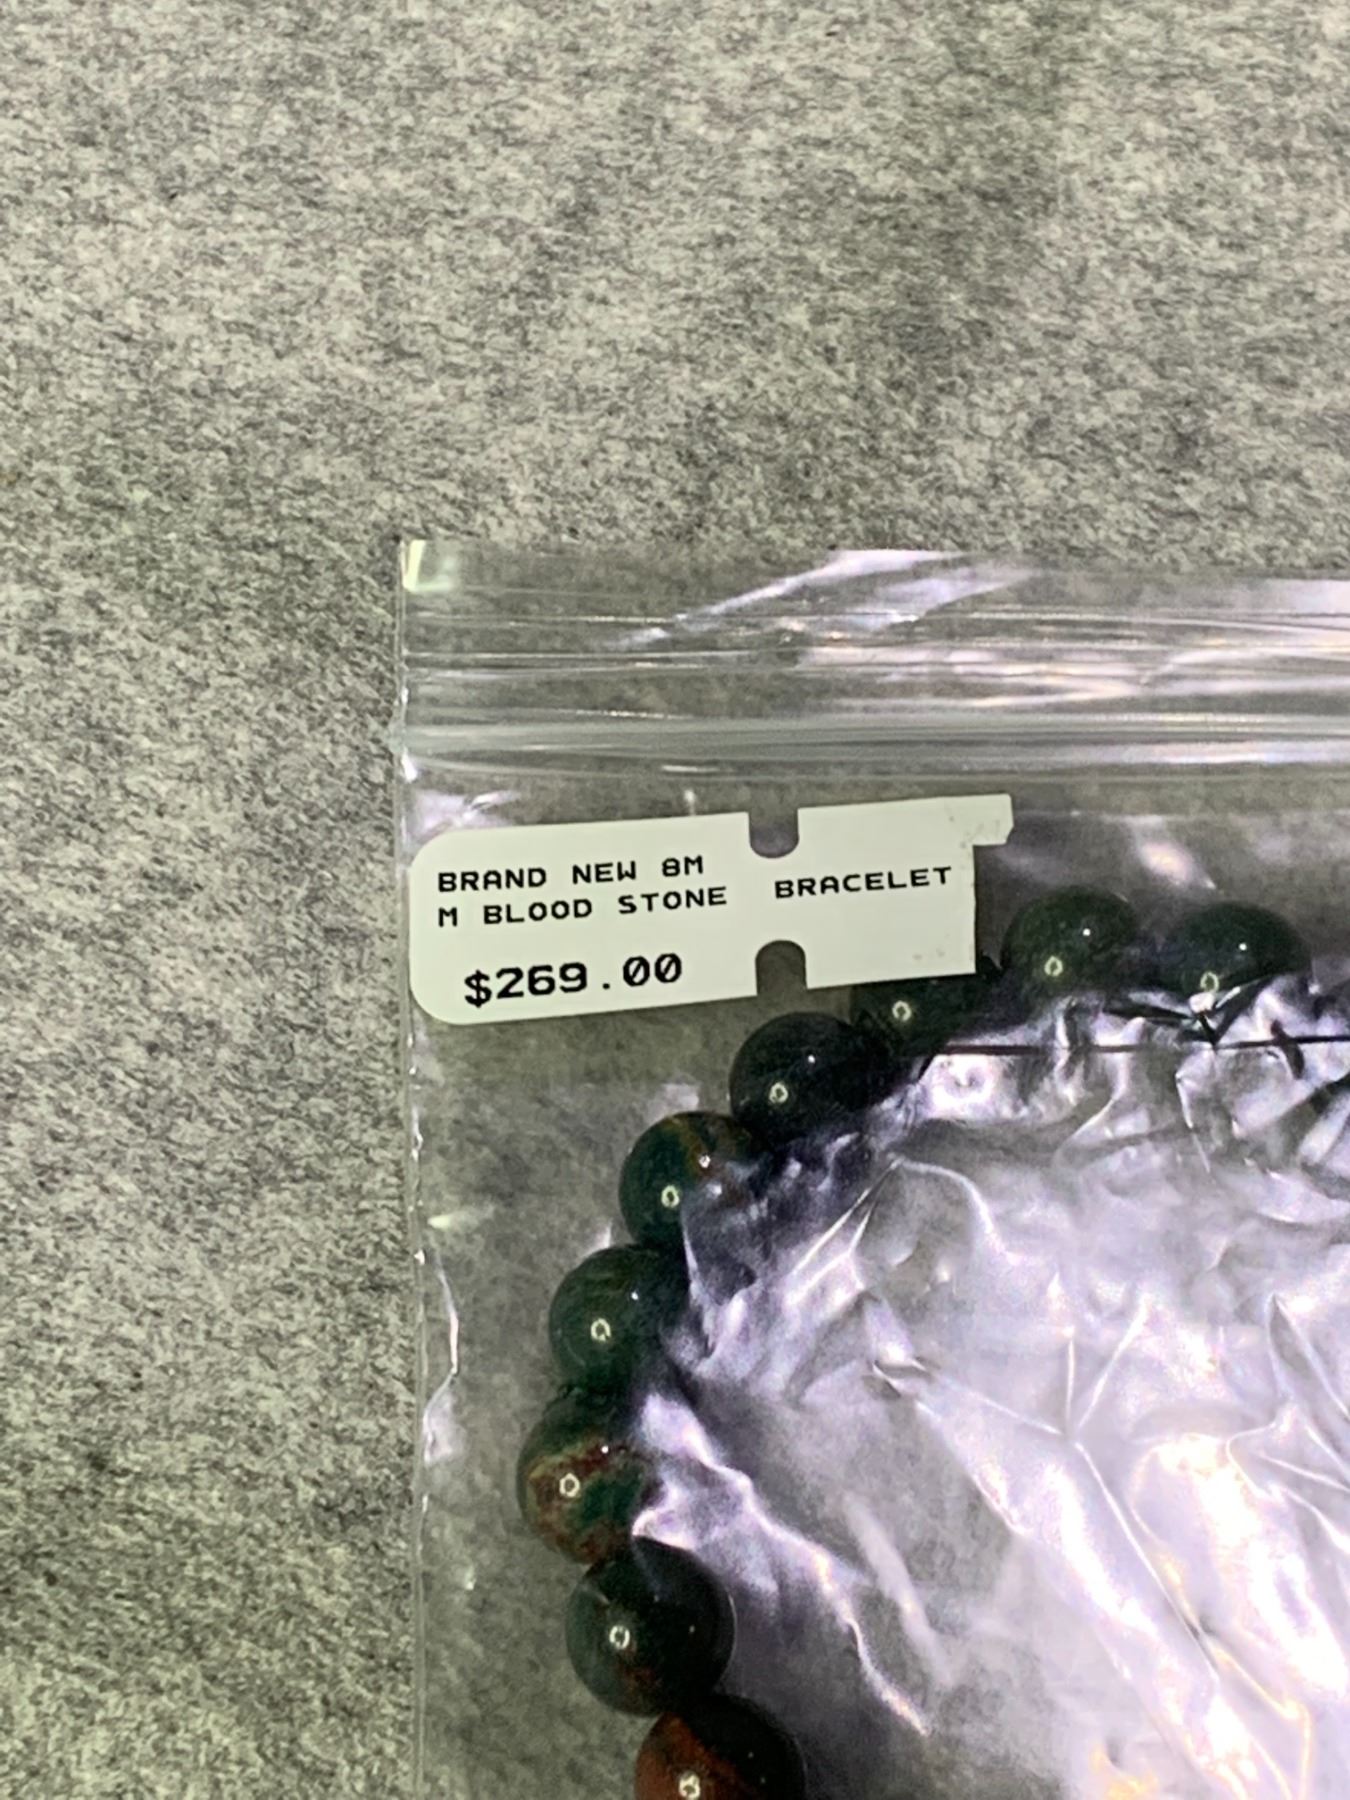 BRAND NEW 8M
M BLOOD STONE
$269.00
BRACELET